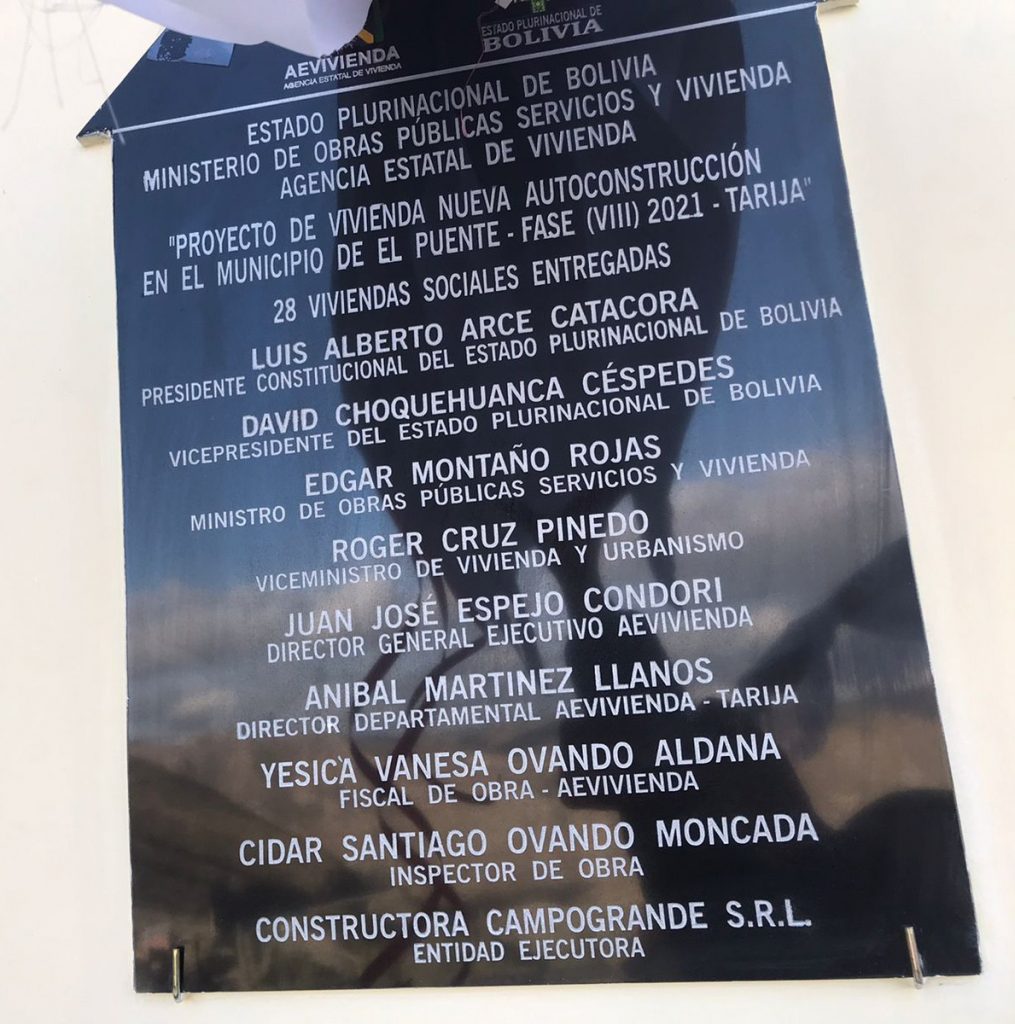 AEVIVIENDA
AGENCIA ESTATAL DE VIVIENDA
ESTADO PLURINACIONAL DE
BOLIVIA
ESTADO PLURINACIONAL DE BOLIVIA
MINISTERIO DE OBRAS PÚBLICAS SERVICIOS Y VIVIENDA
AGENCIA ESTATAL DE VIVIENDA
"PROYECTO DE VIVIENDA NUEVA AUTOCONSTRUCCIÓN
EN EL MUNICIPIO DE EL PUENTE - FASE (VIII) 2021 - TARIJA"
28 VIVIENDAS SOCIALES ENTREGADAS
LUIS ALBERTO ARCE CATACORA
PRESIDENTE CONSTITUCIONAL DEL ESTADO PLURINACIONAL DE BOLIVIA
DAVID CHOQUEHUANCA CÉSPEDES
VICEPRESIDENTE DEL ESTADO PLURINACIONAL DE BOLIVIA
EDGAR MONTAÑO ROJAS
MINISTRO DE OBRAS PÚBLICAS SERVICIOS Y VIVIENDA
ROGER CRUZ PINEDO
VICEMINISTRO DE VIVIENDA Y URBANISMO
JUAN JOSÉ ESPEJO CONDORI
DIRECTOR GENERAL EJECUTIVO AEVIVIENDA
ANIBAL MARTINEZ LLANOS
DIRECTOR DEPARTAMENTAL AEVIVIENDA - TARIJA
YESICA VANESA OVANDO ALDANA
FISCAL DE OBRA - AEVIVIENDA
CIDAR SANTIAGO OVANDO MONCADA
INSPECTOR DE OBRA
CONSTRUCTORA CAMPOGRANDE S.R.L.
ENTIDAD EJECUTORA